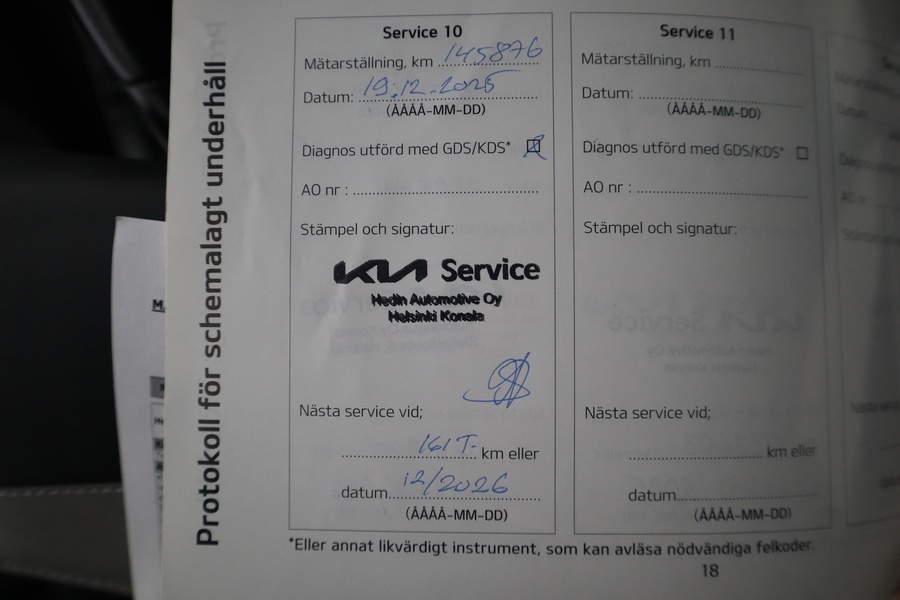 Protokoll för schemalagt underhåll
Service 10
Mätarställning, km 145876
Datum: 19.12.2025
(ÅÅÅÅ-MM-DD)
Diagnos utförd med GDS/KDS*
AO nr :
Stämpel och signatur:
KIA Service
Hedin Automotive Oy
Helsinki Konala
Nästa service vid;
161 T. km eller
datum 12/2026
(ÅÅÅÅ-MM-DD)
Service 11
Mätarställning, km
Datum:
(ÅÅÅÅ-MM-DD)
Diagnos utförd med GDS/KDS*
AO nr :
Stämpel och signatur:
Nästa service vid;
km eller
datum
(ÅÅÅÅ-MM-DD)
*Eller annat likvärdigt instrument, som kan avläsa nödvändiga felkoder.
18